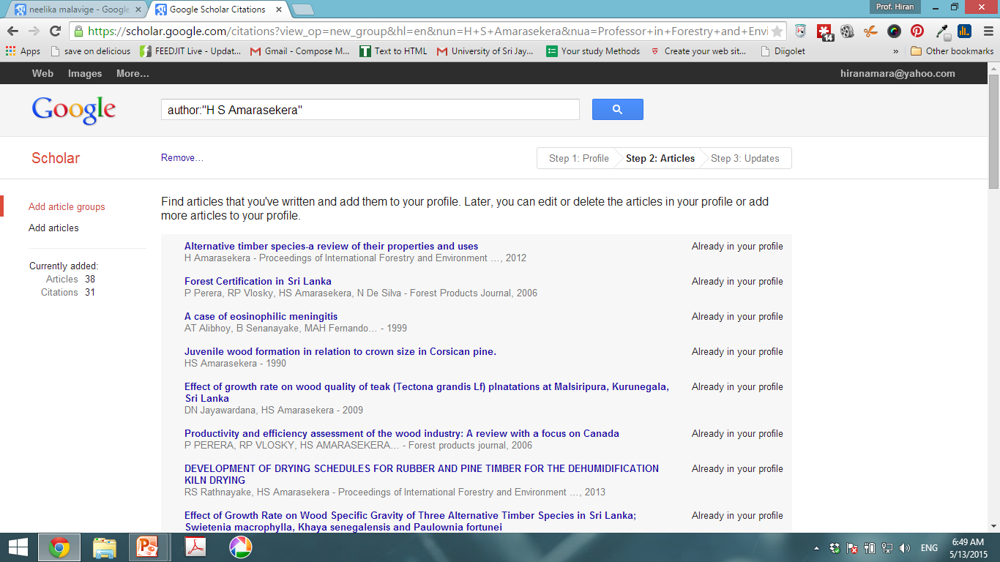 neelika malavige - Google
Google Scholar Citations
Prof. Hiran
https://scholar.google.com/citations?view_op=new_group&hl=en&nun=H+S+Amarasekera&nua=Professor+in+Forestry+and+Envi
14
Apps
save on delicious
FEEDJIT Live - Updat...
Gmail - Compose M...
Text to HTML
University of Sri Jay...
Your study Methods
Create your web sit...
Diigolet
»
Other bookmarks
Web Images More...
hiranamara@yahoo.com
Google
author:"H S Amarasekera"
Scholar
Remove...
Step 1: Profile
Step 2: Articles
Step 3: Updates
Add article groups
Add articles
Currently added:
Articles 38
Citations 31
Find articles that you've written and add them to your profile. Later, you can edit or delete the articles in your profile or add
more articles to your profile.
Alternative timber species-a review of their properties and uses
Already in your profile
H Amarasekera - Proceedings of International Forestry and Environment ..., 2012
Forest Certification in Sri Lanka
Already in your profile
P Perera, RP Vlosky, HS Amarasekera, N De Silva - Forest Products Journal, 2006
A case of eosinophilic meningitis
Already in your profile
AT Alibhoy, B Senanayake, MAH Fernando... - 1999
Juvenile wood formation in relation to crown size in Corsican pine.
Already in your profile
HS Amarasekera - 1990
Effect of growth rate on wood quality of teak (Tectona grandis Lf) plnatations at Malsiripura, Kurunegala,
Sri Lanka
Already in your profile
DN Jayawardana, HS Amarasekera - 2009
Productivity and efficiency assessment of the wood industry: A review with a focus on Canada
Already in your profile
P PERERA, RP VLOSKY, HS AMARASEKERA... - Forest products journal, 2006
DEVELOPMENT OF DRYING SCHEDULES FOR RUBBER AND PINE TIMBER FOR THE DEHUMIDIFICATION
KILN DRYING
Already in your profile
RS Rathnayake, HS Amarasekera - Proceedings of International Forestry and Environment ..., 2013
Effect of Growth Rate on Wood Specific Gravity of Three Alternative Timber Species in Sri Lanka;
Swietenia macrophylla, Khaya senegalensis and Paulownia fortunei
Already in your profile
ENG
6:49 AM
5/13/2015